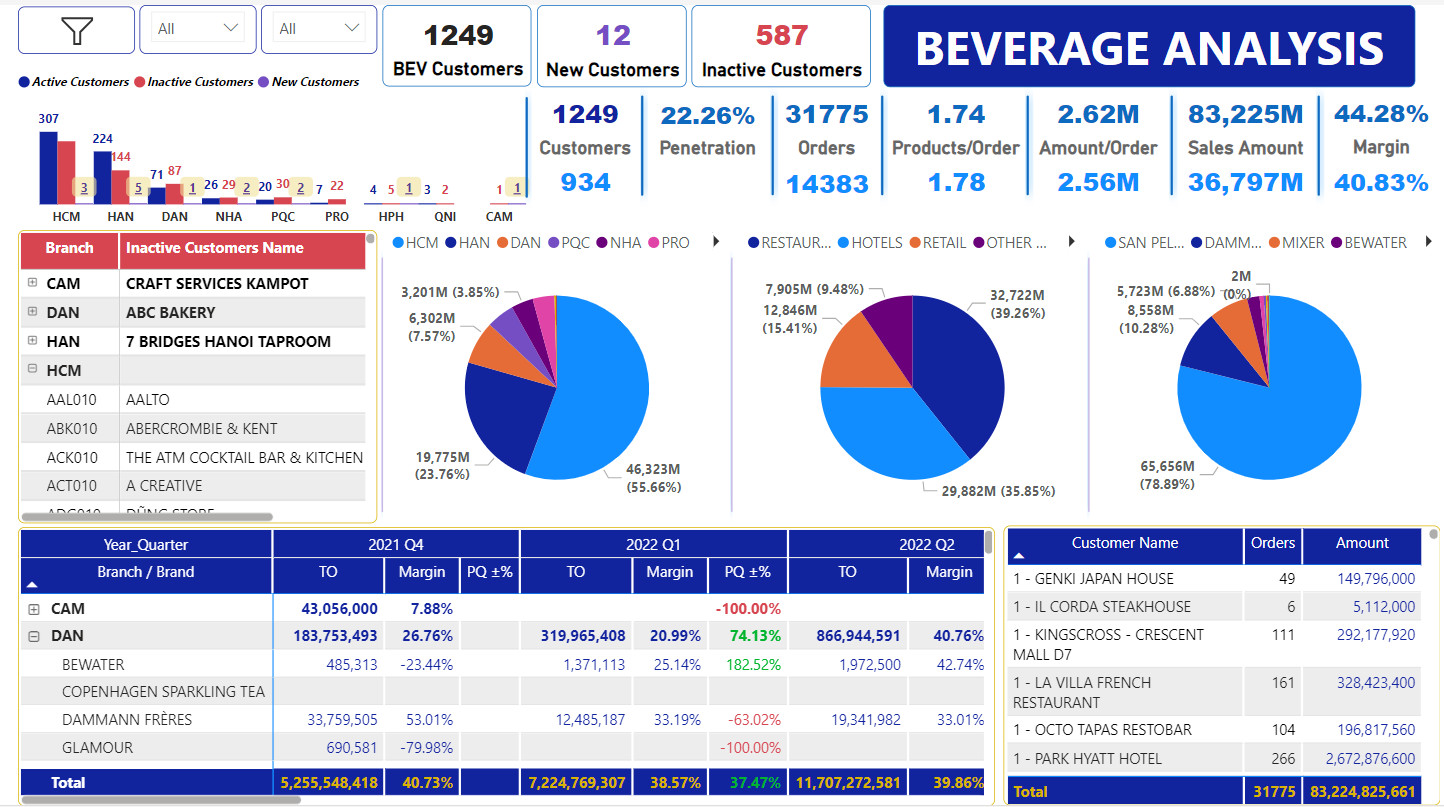 All
All
1249
BEV Customers
12
New Customers
587
Inactive Customers
BEVERAGE ANALYSIS
Active Customers Inactive Customers New Customers
307
224
144
71 87
26 29
20 30
7 22
4 5
3 2
1
3 5 1 2 2 1 1
HCM HAN DAN NHA PQC PRO HPH QNI CAM
1249
Customers
934
22.26%
Penetration
31775
Orders
14383
1.74
Products/Order
1.78
2.62M
Amount/Order
2.56M
83,225M
Sales Amount
36,797M
44.28%
Margin
40.83%
Branch Inactive Customers Name
CAM CRAFT SERVICES KAMPOT
DAN ABC BAKERY
HAN 7 BRIDGES HANOI TAPROOM
HCM
AAL010 AALTO
ABK010 ABERCROMBIE & KENT
ACK010 THE ATM COCKTAIL BAR & KITCHEN
ACT010 A CREATIVE
HCM HAN DAN PQC NHA PRO
3,201M (3.85%)
6,302M
(7.57%)
19,775M
(23.76%)
46,323M
(55.66%)
RESTAUR... HOTELS RETAIL OTHER ...
7,905M (9.48%)
12,846M
(15.41%)
32,722M
(39.26%)
29,882M (35.85%)
SAN PEL... DAMM... MIXER BEWATER
2M
(0%)
5,723M (6.88%)
8,558M
(10.28%)
65,656M
(78.89%)
Year_Quarter 2021 Q4 2022 Q1 2022 Q2
Branch / Brand TO Margin PQ ±% TO Margin PQ ±% TO Margin
CAM 43,056,000 7.88% -100.00%
DAN 183,753,493 26.76% 319,965,408 20.99% 74.13% 866,944,591 40.76%
BEWATER 485,313 -23.44% 1,371,113 25.14% 182.52% 1,972,500 42.74%
COPENHAGEN SPARKLING TEA
DAMMANN FRÈRES 33,759,505 53.01% 12,485,187 33.19% -63.02% 19,341,982 33.01%
GLAMOUR 690,581 -79.98% -100.00%
Total 5,255,548,418 40.73% 7,224,769,307 38.57% 37.47% 11,707,272,581 39.86%
Customer Name Orders Amount
1 - GENKI JAPAN HOUSE 49 149,796,000
1 - IL CORDA STEAKHOUSE 6 5,112,000
1 - KINGSCROSS - CRESCENT 111 292,177,920
MALL D7
1 - LA VILLA FRENCH 161 328,423,400
RESTAURANT
1 - OCTO TAPAS RESTOBAR 104 196,817,560
1 - PARK HYATT HOTEL 266 2,672,876,600
Total 31775 83,224,825,661